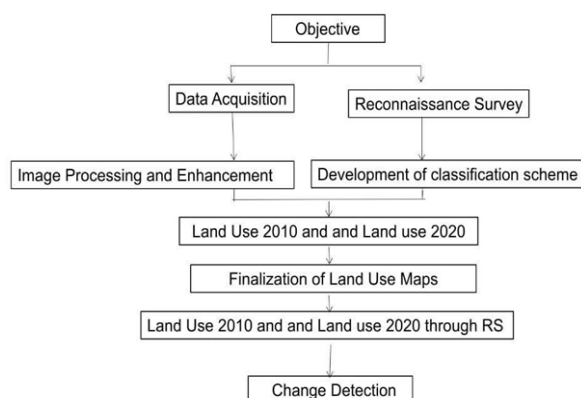 Objective
Data Acquisition
Reconnaissance Survey
Image Processing and Enhancement
Development of classification scheme
Land Use 2010 and and Land use 2020
Finalization of Land Use Maps
Land Use 2010 and and Land use 2020 through RS
Change Detection